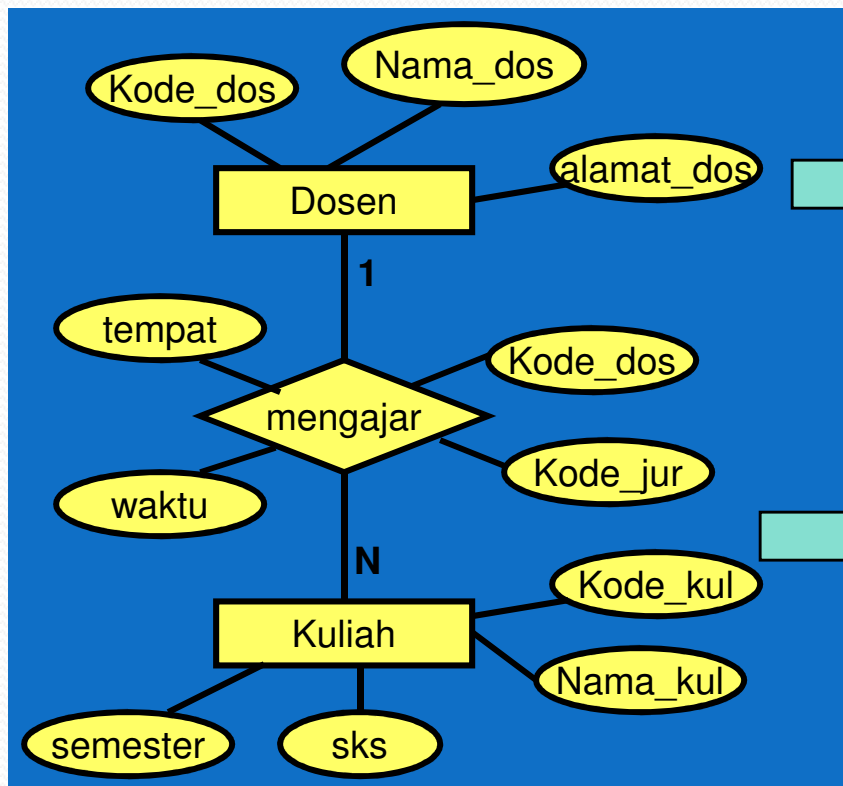 Nama_dos
Kode_dos
alamat_dos
Dosen
1
tempat
Kode_dos
mengajar
Kode_jur
waktu
N
Kode_kul
Kuliah
Nama_kul
semester
sks